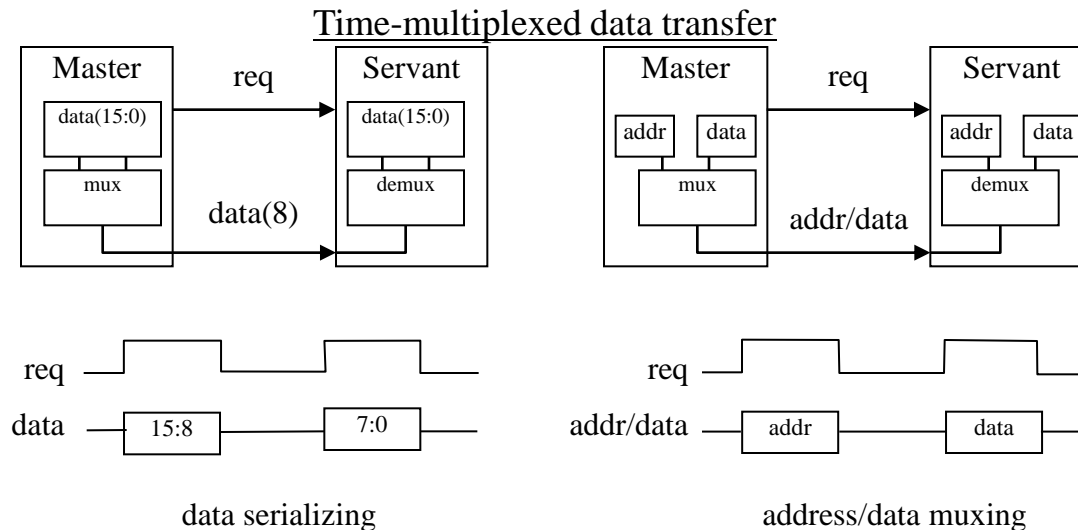 Time-multiplexed data transfer
Master
req
Servant
data(15:0)
data(15:0)
mux
demux
data(8)
Master
req
Servant
addr
data
addr
data
mux
demux
addr/data
req
data
15:8
7:0
data serializing
req
addr/data
addr
data
address/data muxing